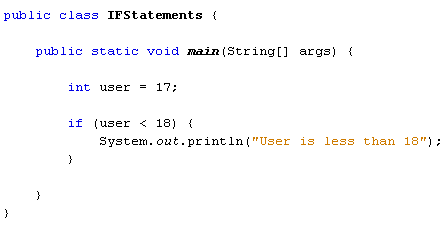 public class IFStatements {
public static void main(String[] args) {
int user = 17;
if (user < 18) {
System.out.println("User is less than 18");
}
}
}